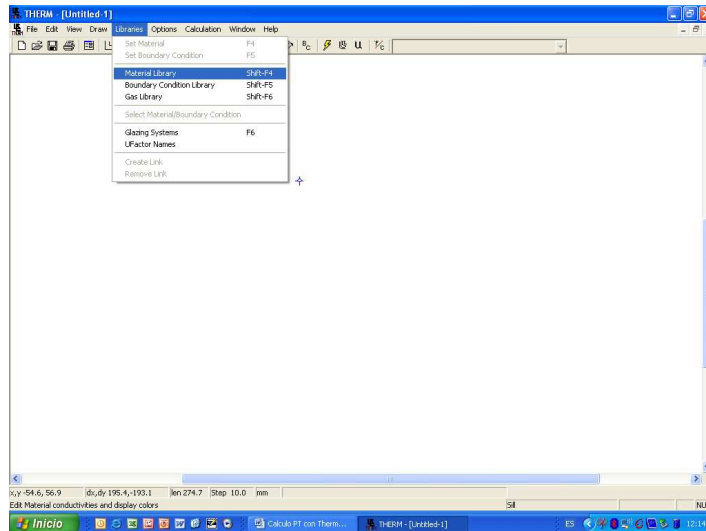 THERM - [Untitled-1]
File Edit View Draw Libraries Options Calculation Window Help
Set Material F4
Set Boundary Condition F5
Material Library Shift-F4
Boundary Condition Library Shift-F5
Gas Library Shift-F6
Select Material/Boundary Condition
Glazing Systems F6
UFactor Names
Create Link
Remove Link
x,y -54.6, 56.9 dx,dy 195.4,-193.1 len 274.7 Step 10.0 mm
Edit Material conductivities and display colors Sill NU
Inicio Calculo PT con Therm... THERM - [Untitled-1] ES 12:14